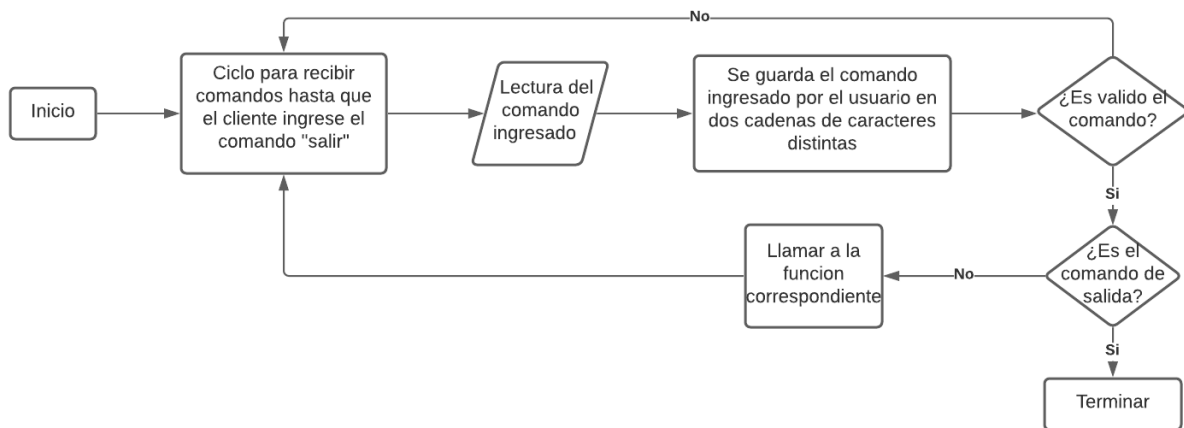 No
Inicio
Ciclo para recibir
comandos hasta que
el cliente ingrese el
comando "salir"
Lectura del
comando
ingresado
Se guarda el comando
ingresado por el usuario en
dos cadenas de caracteres
distintas
¿Es valido el
comando?
Si
¿Es el
comando de
salida?
No
Llamar a la
funcion
correspondiente
Si
Terminar